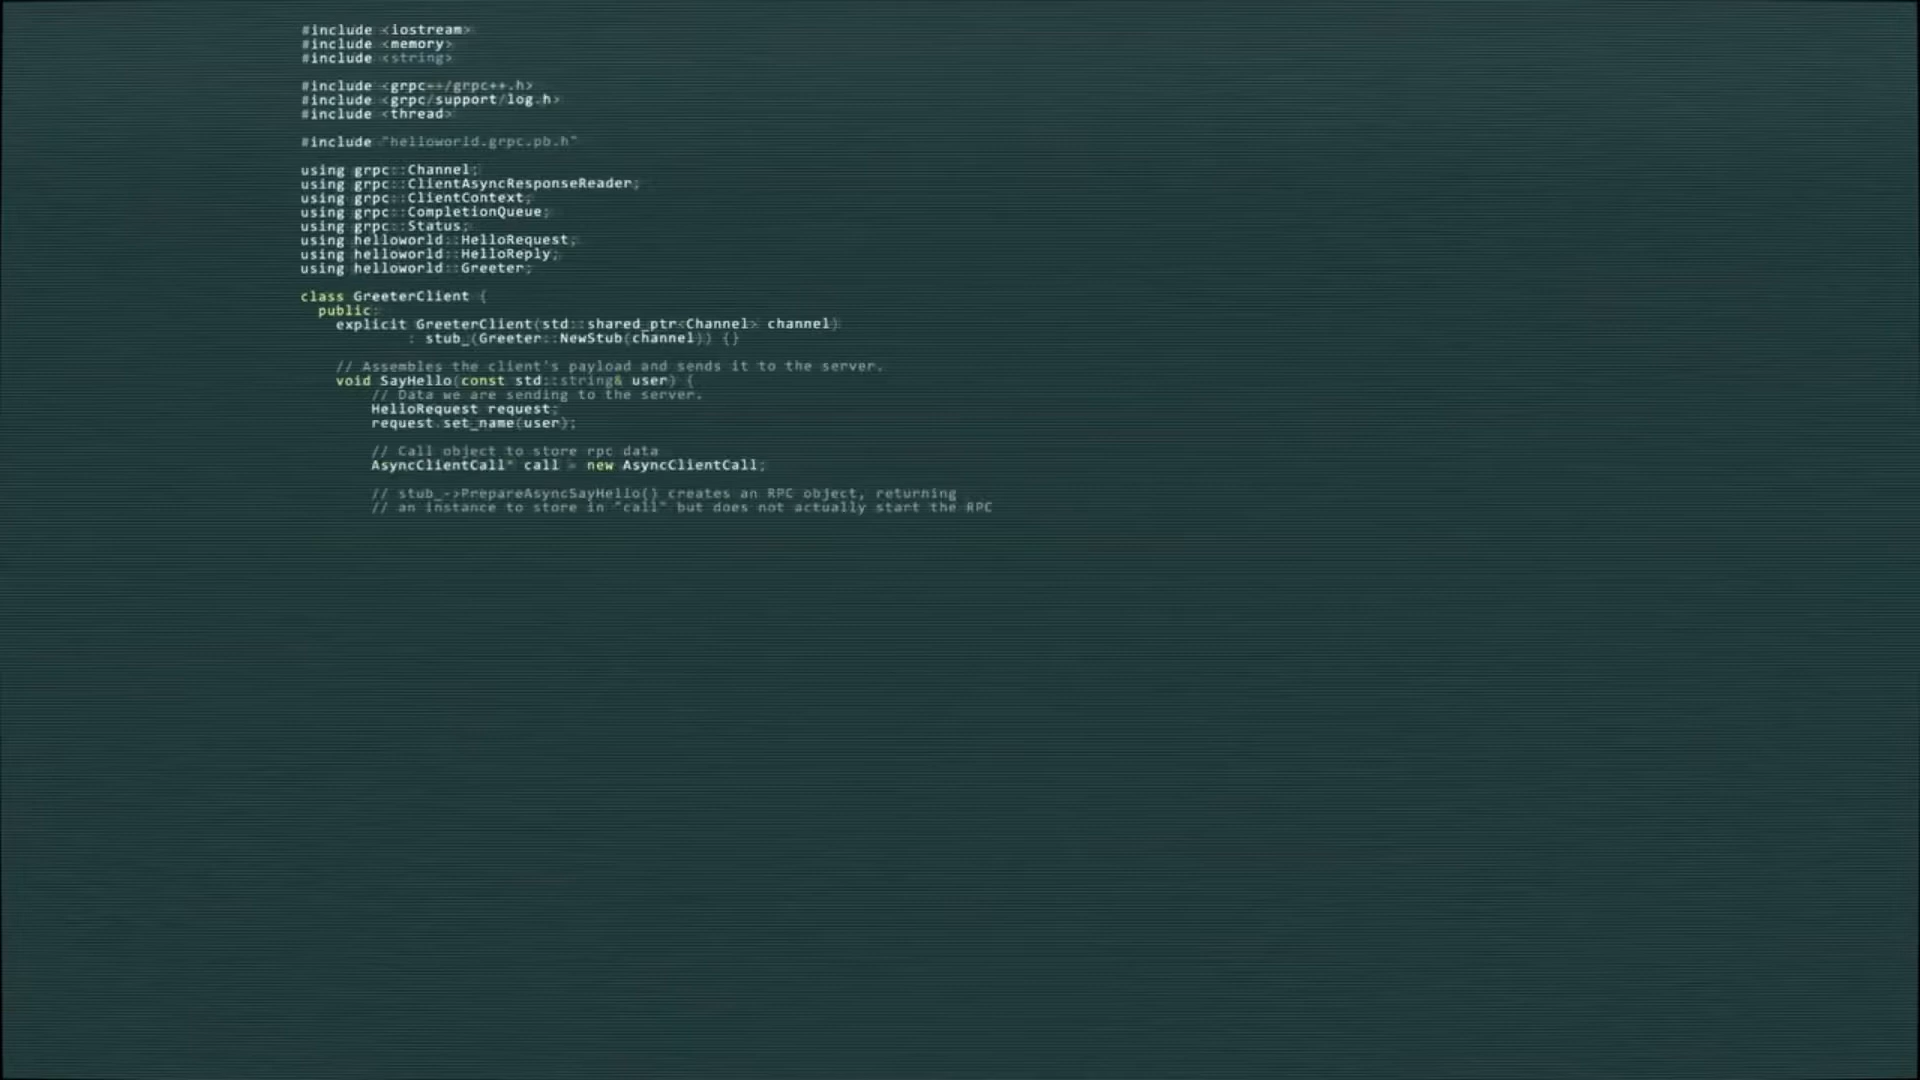 #include <iostream>
#include <memory>
#include <string>
#include <grpc++/grpc++.h>
#include <grpc/support/log.h>
#include <thread>
#include "helloworld.grpc.pb.h"
using grpc::Channel;
using grpc::ClientAsyncResponseReader;
using grpc::ClientContext;
using grpc::CompletionQueue;
using grpc::Status;
using helloworld::HelloRequest;
using helloworld::HelloReply;
using helloworld::Greeter;
class GreeterClient {
public:
explicit GreeterClient(std::shared_ptr<Channel> channel)
: stub_(Greeter::NewStub(channel)) {}
// Assembles the client's payload and sends it to the server.
void SayHello(const std::string& user) {
// Data we are sending to the server.
HelloRequest request;
request.set_name(user);
// Call object to store rpc data
AsyncClientCall* call = new AsyncClientCall;
// stub_->PrepareAsyncSayHello() creates an RPC object, returning
// an instance to store in "call" but does not actually start the RPC